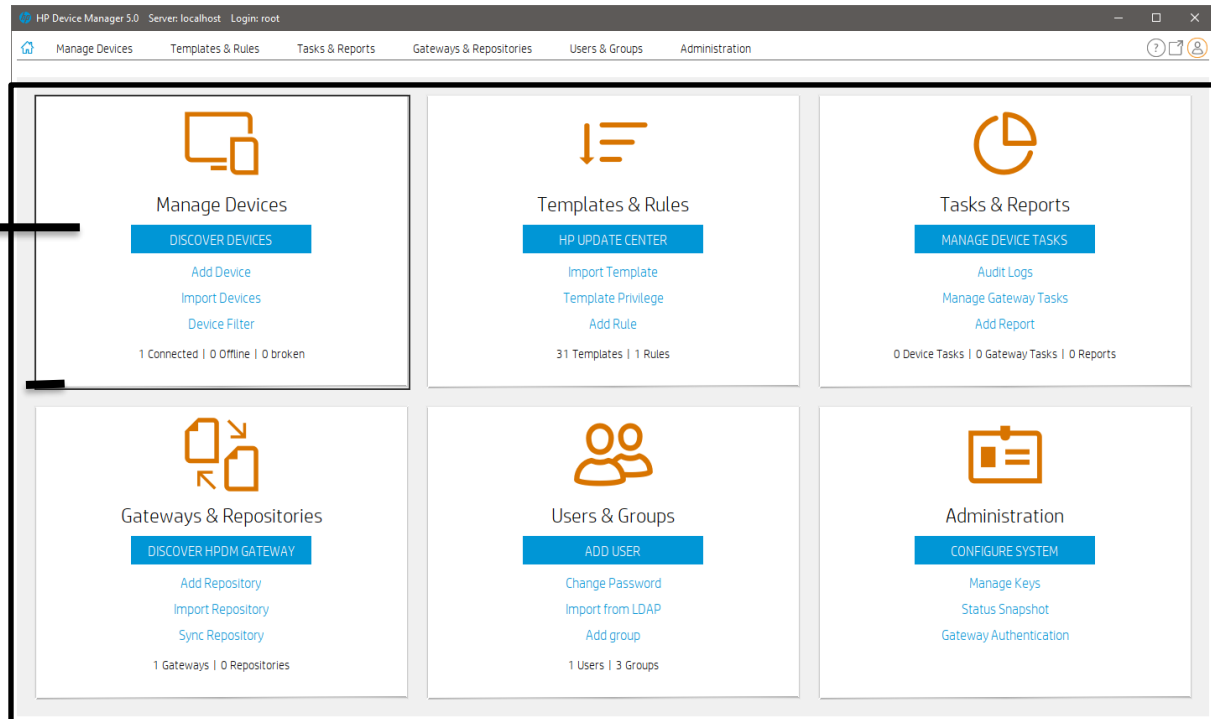 HP Device Manager 5.0 Server: localhost Login: root
Manage Devices Templates & Rules Tasks & Reports Gateways & Repositories Users & Groups Administration
Manage Devices
DISCOVER DEVICES
Add Device
Import Devices
Device Filter
1 Connected | 0 Offline | 0 broken
Templates & Rules
HP UPDATE CENTER
Import Template
Template Privilege
Add Rule
31 Templates | 1 Rules
Tasks & Reports
MANAGE DEVICE TASKS
Audit Logs
Manage Gateway Tasks
Add Report
0 Device Tasks | 0 Gateway Tasks | 0 Reports
Gateways & Repositories
DISCOVER HPDM GATEWAY
Add Repository
Import Repository
Sync Repository
1 Gateways | 0 Repositories
Users & Groups
ADD USER
Change Password
Import from LDAP
Add group
1 Users | 3 Groups
Administration
CONFIGURE SYSTEM
Manage Keys
Status Snapshot
Gateway Authentication